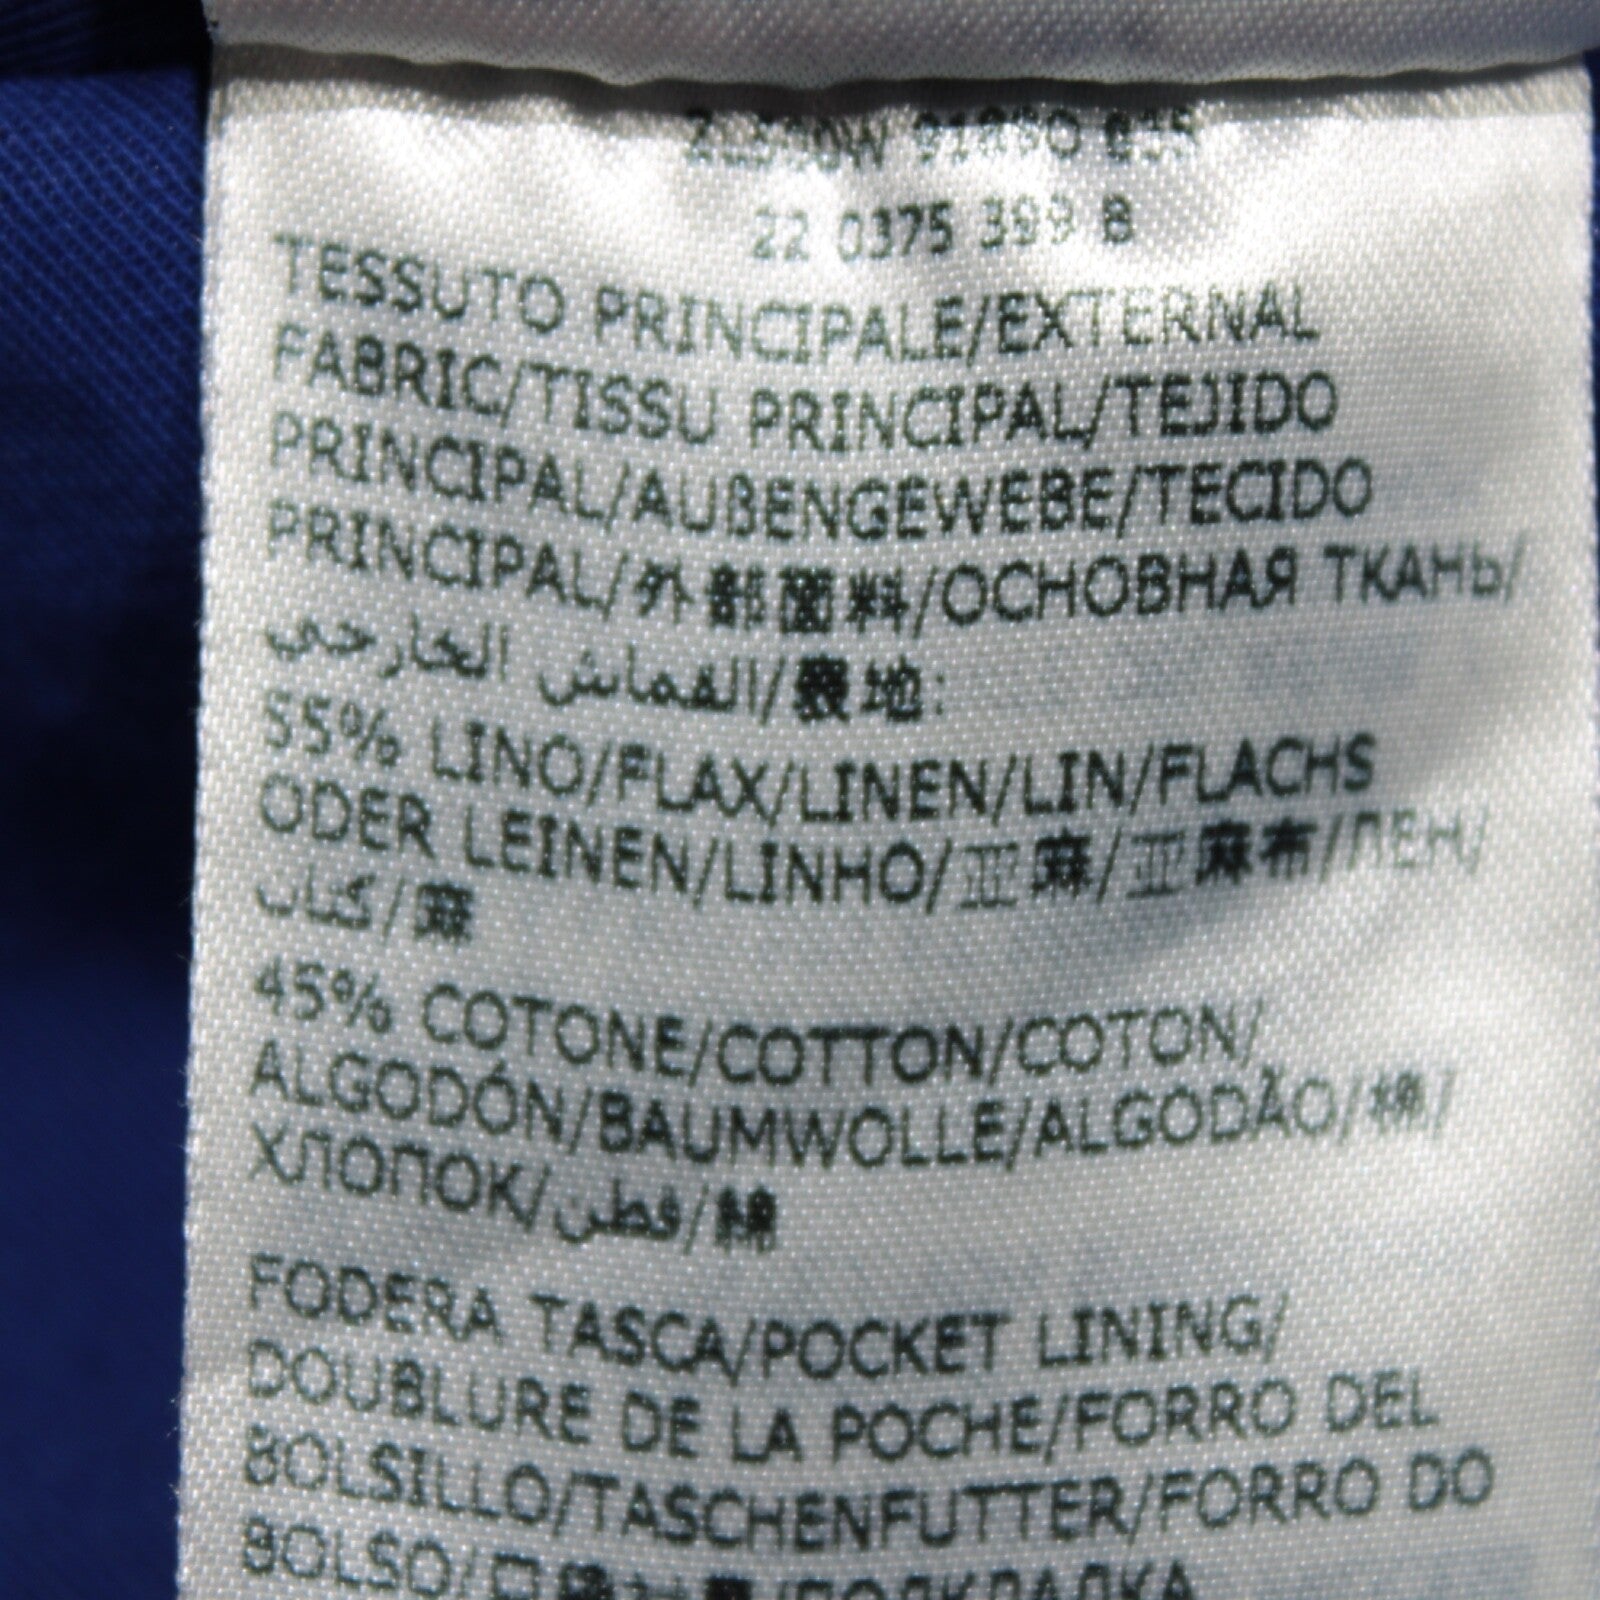 22 0375 399 8
TESSUTO PRINCIPALE/EXTERNAL
FABRIC/TISSU PRINCIPAL/TEJIDO
PRINCIPAL/AUßENGEWEBE/TECIDO
PRINCIPAL/外部面料/ОСНОВНАЯ ТКАНЬ/
القماش الخارجي/表地:
55% LINO/FLAX/LINEN/LIN/FLACHS
ODER LEINEN/LINHO/亚麻/亚麻布/ЛЕН/
كتان/麻
45% COTONE/COTTON/COTON/
ALGODÓN/BAUMWOLLE/ALGODÃO/棉/
ХЛОПОК/قطن/綿
FODERA TASCA/POCKET LINING/
DOUBLURE DE LA POCHE/FORRO DEL
BOLSILLO/TASCHENFUTTER/FORRO DO
BOLSO/ ПОДКЛАДКА